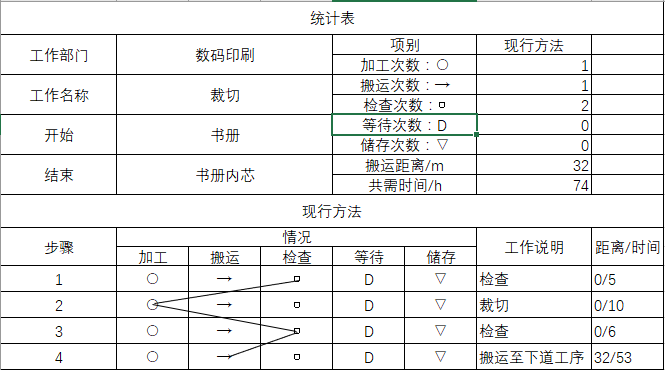 统计表
工作部门 数码印刷 项别 现行方法
加工次数：○ 1
工作名称 裁切 搬运次数：→ 1
检查次数：▫ 2
开始 书册 等待次数：D 0
储存次数：▽ 0
结束 书册内芯 搬运距离/m 32
共需时间/h 74
现行方法
步骤 情况 工作说明 距离/时间
加工 搬运 检查 等待 储存
1 ○ → ▫ D ▽ 检查 0/5
2 ○ → ▫ D ▽ 裁切 0/10
3 ○ → ▫ D ▽ 检查 0/6
4 ○ → ▫ D ▽ 搬运至下道工序 32/53